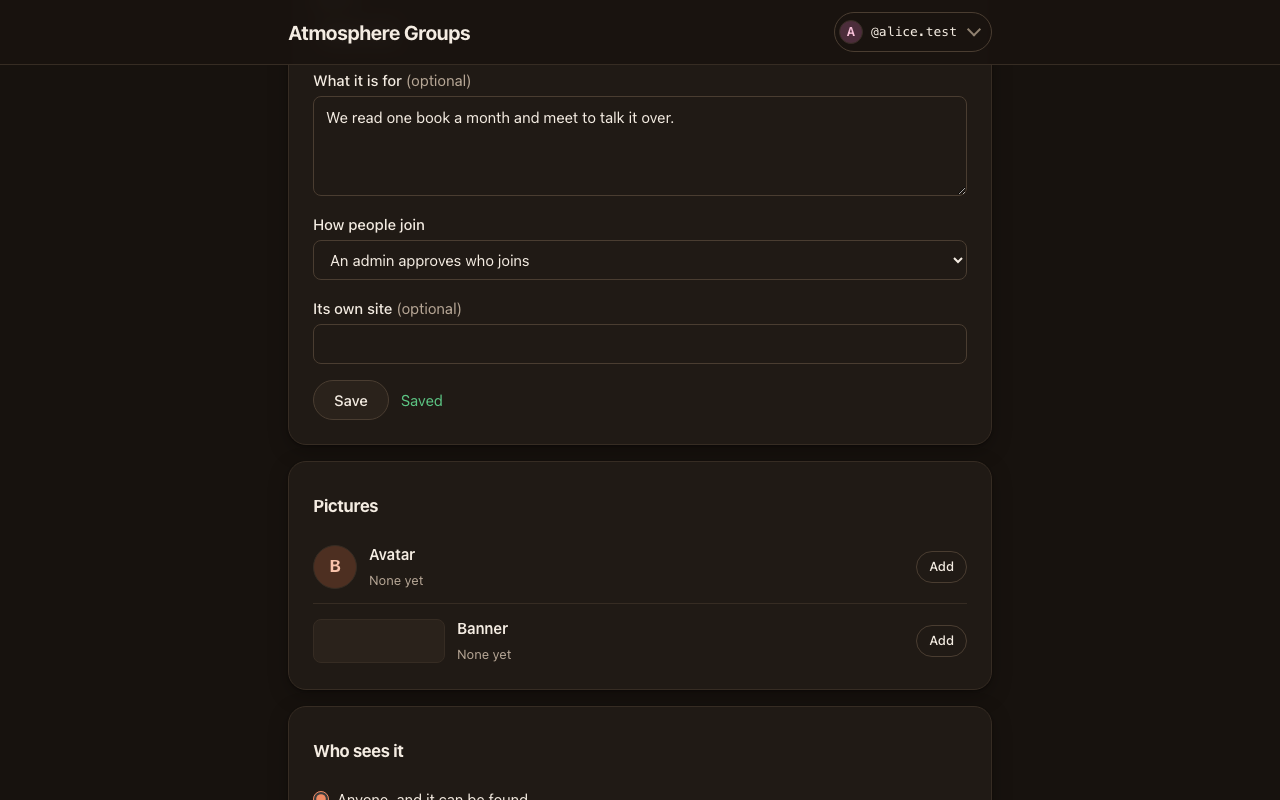 Atmosphere Groups
A
@alice.test
What it is for (optional)
We read one book a month and meet to talk it over.
How people join
An admin approves who joins
Its own site (optional)
Save
Saved
Pictures
B
Avatar
None yet
Add
Banner
None yet
Add
Who sees it
Anyone, and it can be found